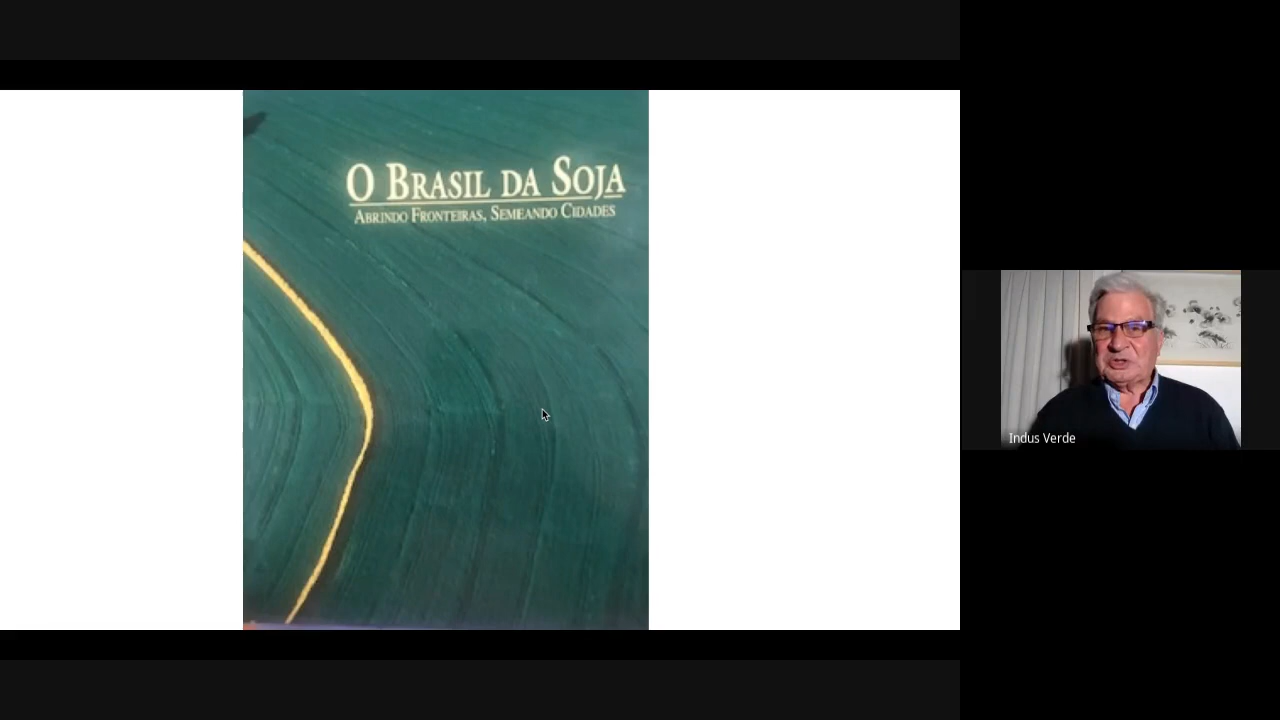 O BRASIL DA SOJA
ABRINDO FRONTEIRAS, SEMEANDO CIDADES
Indus Verde